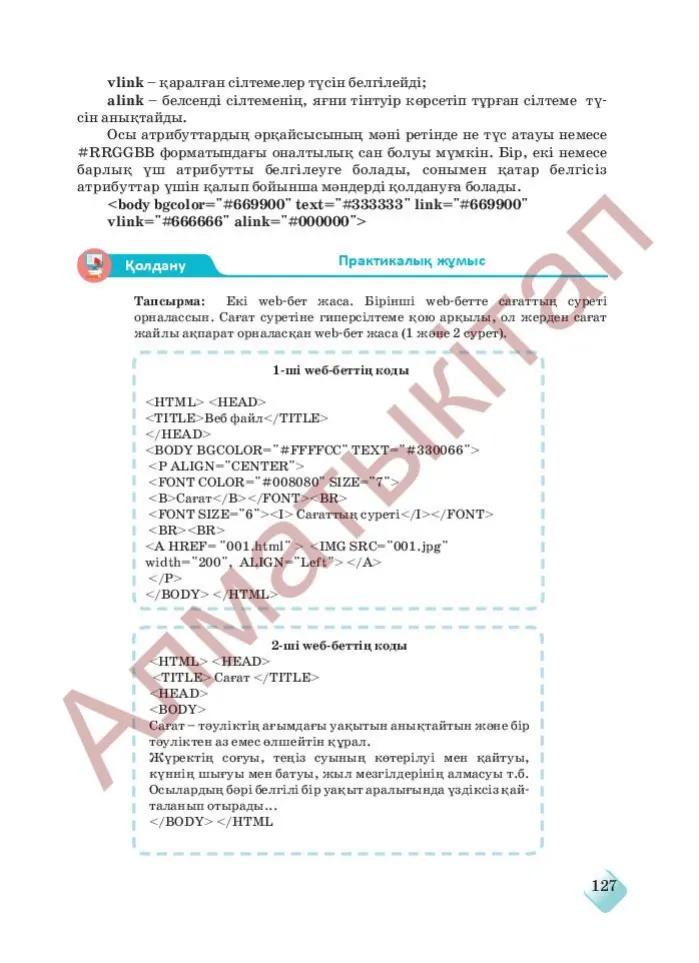 vlink – қаралған сілтемелер түсін белгілейді;
alink – белсенді сілтеменің, яғни тінтуір көрсетіп тұрған сілтеме тү-
сін анықтайды.
Осы атрибуттардың әрқайсысының мәні ретінде не түс атауы немесе
#RRGGBB форматындағы оналтылық сан болуы мүмкін. Бір, екі немесе
барлық үш атрибутты белгілеуге болады, сонымен қатар белгісіз
атрибуттар үшін қалып бойынша мәндерді қолдануға болады.
<body bgcolor="#669900" text="#333333" link="#669900"
vlink="#666666" alink="#000000">
Қолдану
Практикалық жұмыс
Тапсырма: Екі web-бет жаса. Бірінші web-бетте сағаттың суреті
орналассын. Сағат суретіне гиперсілтеме қою арқылы, ол жерден сағат
жайлы ақпарат орналасқан web-бет жаса (1 және 2 сурет).
1-ші weб-беттің коды
<HTML> <HEAD>
<TITLE>Веб файл</TITLE>
</HEAD>
<BODY BGCOLOR="#FFFFCC" TEXT="#330066">
<P ALIGN="CENTER">
<FONT COLOR="#008080" SIZE="7">
<B>Сағат</B></FONT><BR>
<FONT SIZE="6"><I> Сағаттың суреті</I></FONT>
<BR><BR>
<A HREF= "001.html" > <IMG SRC="001.jpg"
width="200", ALIGN="Left"> </A>
</P>
</BODY> </HTML>
2-ші weб-беттің коды
<HTML> <HEAD>
<TITLE> Сағат </TITLE>
<HEAD>
<BODY>
Сағат – тәуліктің ағымдағы уақытын анықтайтын және бір
тәуліктен аз емес өлшейтін құрал.
Жүректің соғуы, теңіз суының көтерілуі мен қайтуы,
күннің шығуы мен батуы, жыл мезгілдерінің алмасуы т.б.
Осылардың бәрі белгілі бір уақыт аралығында үздіксіз қай-
таланып отырады...
</BODY> </HTML
127
Алматыкітап